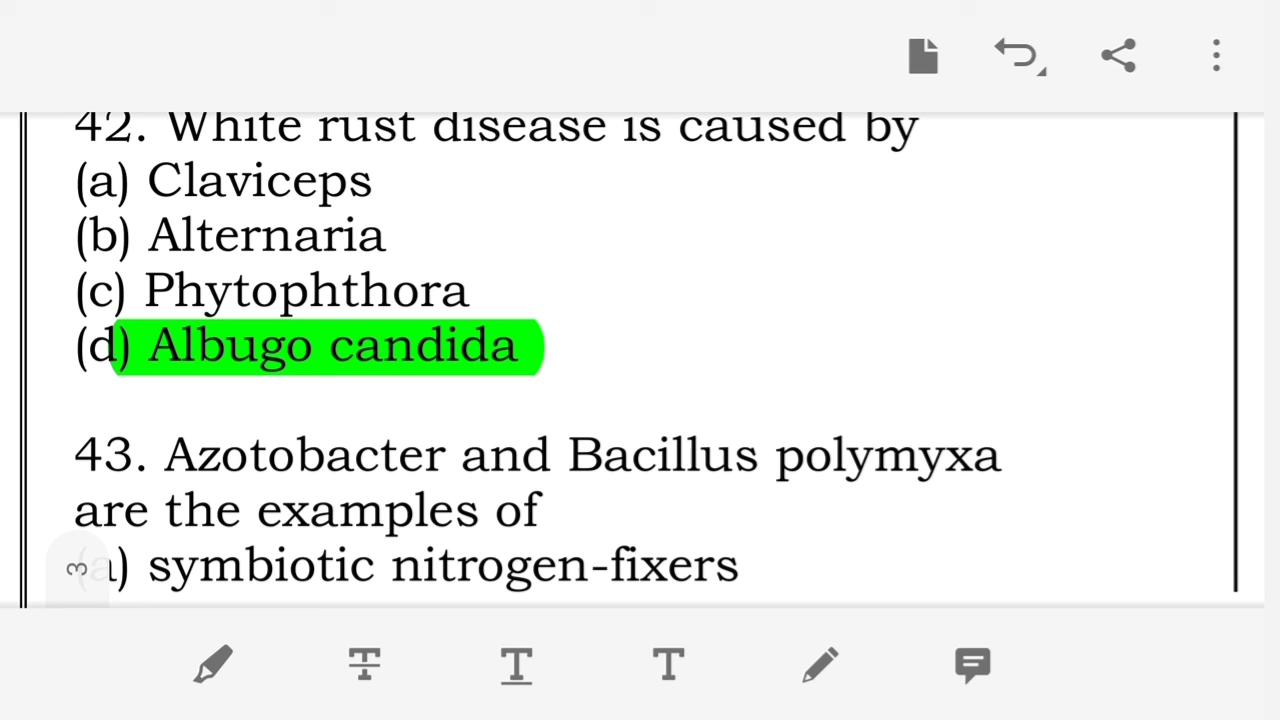 42. White rust disease is caused by
(a) Claviceps
(b) Alternaria
(c) Phytophthora
(d) Albugo candida
43. Azotobacter and Bacillus polymyxa
are the examples of
(a) symbiotic nitrogen-fixers
3
T
T
T